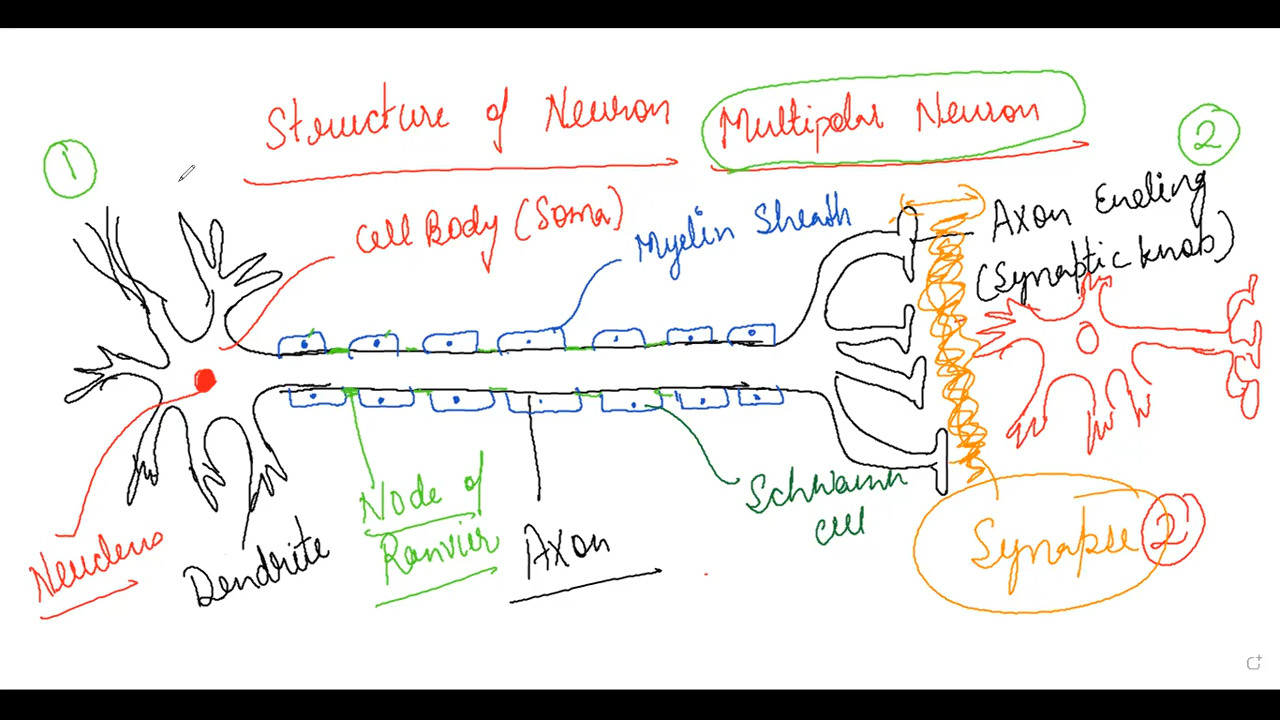 Structure of Neuron Multipolar Neuron
1
2
Cell Body (Soma)
Myelin Sheath
Axon Ending
(Synaptic knob)
Node of
Ranvier
Schwann
cell
Neucleus
Dendrite
Axon
Synapse 2